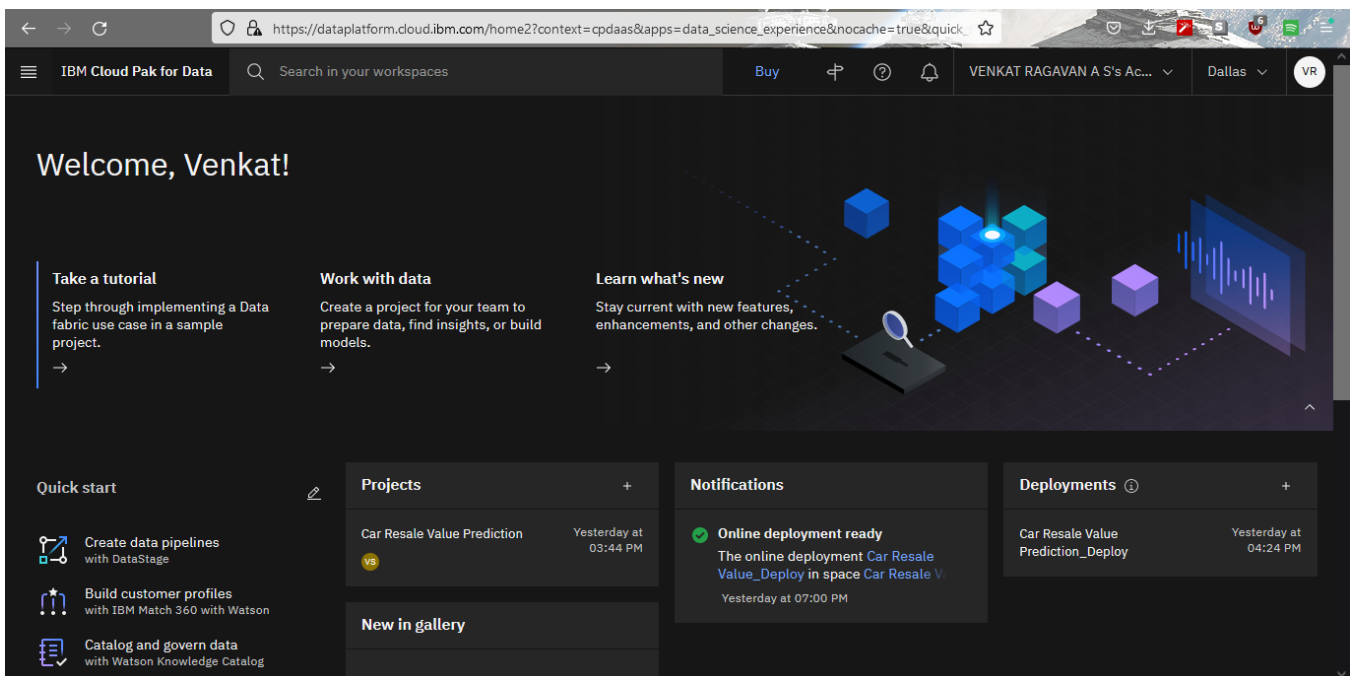 https://dataplatform.cloud.ibm.com/home2?context=cpdaas&apps=data_science_experience&nocache=true&quick_
IBM Cloud Pak for Data
Search in your workspaces
Buy
VENKAT RAGAVAN A S's Ac...
Dallas
VR
Welcome, Venkat!
Take a tutorial
Step through implementing a Data
fabric use case in a sample
project.
Work with data
Create a project for your team to
prepare data, find insights, or build
models.
Learn what's new
Stay current with new features,
enhancements, and other changes.
Quick start
Create data pipelines
with DataStage
Build customer profiles
with IBM Match 360 with Watson
Catalog and govern data
with Watson Knowledge Catalog
Projects
Car Resale Value Prediction
Yesterday at
03:44 PM
VS
New in gallery
Notifications
Online deployment ready
The online deployment Car Resale
Value_Deploy in space Car Resale V
Yesterday at 07:00 PM
Deployments
Car Resale Value
Prediction_Deploy
Yesterday at
04:24 PM